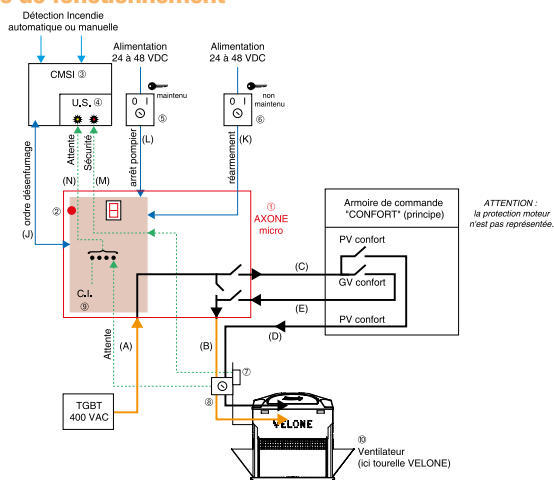 de fonctionnement
Détection Incendie
automatique ou manuelle
Alimentation
24 à 48 VDC
Alimentation
24 à 48 VDC
CMSI ③
U.S. ④
maintenu
non
maintenu
0 I
0 I
⑤
⑥
(L)
(K)
ordre désenfumage
Attente
Sécurité
(N)
(M)
arrêt pompier
réarmement
(J)
②
①
AXONE
micro
Armoire de commande
"CONFORT" (principe)
ATTENTION :
la protection moteur
n'est pas représentée.
PV confort
GV confort
PV confort
(C)
(E)
(D)
C.I.
⑨
Attente
(A)
(B)
⑦
⑧
TGBT
400 VAC
VELONE
⑩
Ventilateur
(ici tourelle VELONE)